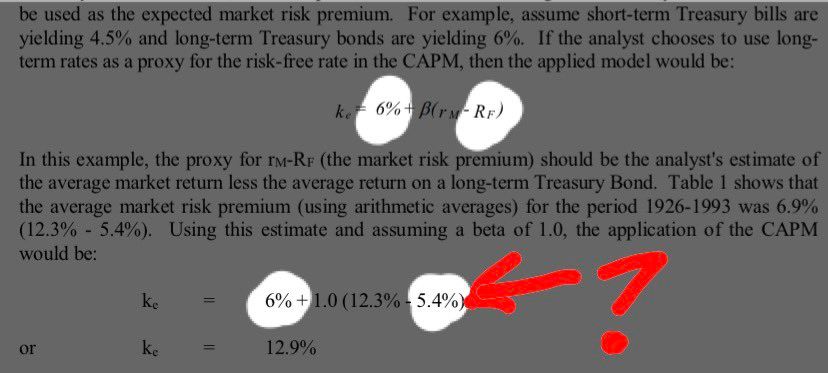 be used as the expected market risk premium. For example, assume short-term Treasury bills are
yielding 4.5% and long-term Treasury bonds are yielding 6%. If the analyst chooses to use long-
term rates as a proxy for the risk-free rate in the CAPM, then the applied model would be:
kₑ = 6% + β(r_M - R_F)
In this example, the proxy for rM-RF (the market risk premium) should be the analyst's estimate of
the average market return less the average return on a long-term Treasury Bond. Table 1 shows that
the average market risk premium (using arithmetic averages) for the period 1926-1993 was 6.9%
(12.3% - 5.4%). Using this estimate and assuming a beta of 1.0, the application of the CAPM
would be:
kₑ = 6% + 1.0 (12.3% - 5.4%) ?
or kₑ = 12.9%